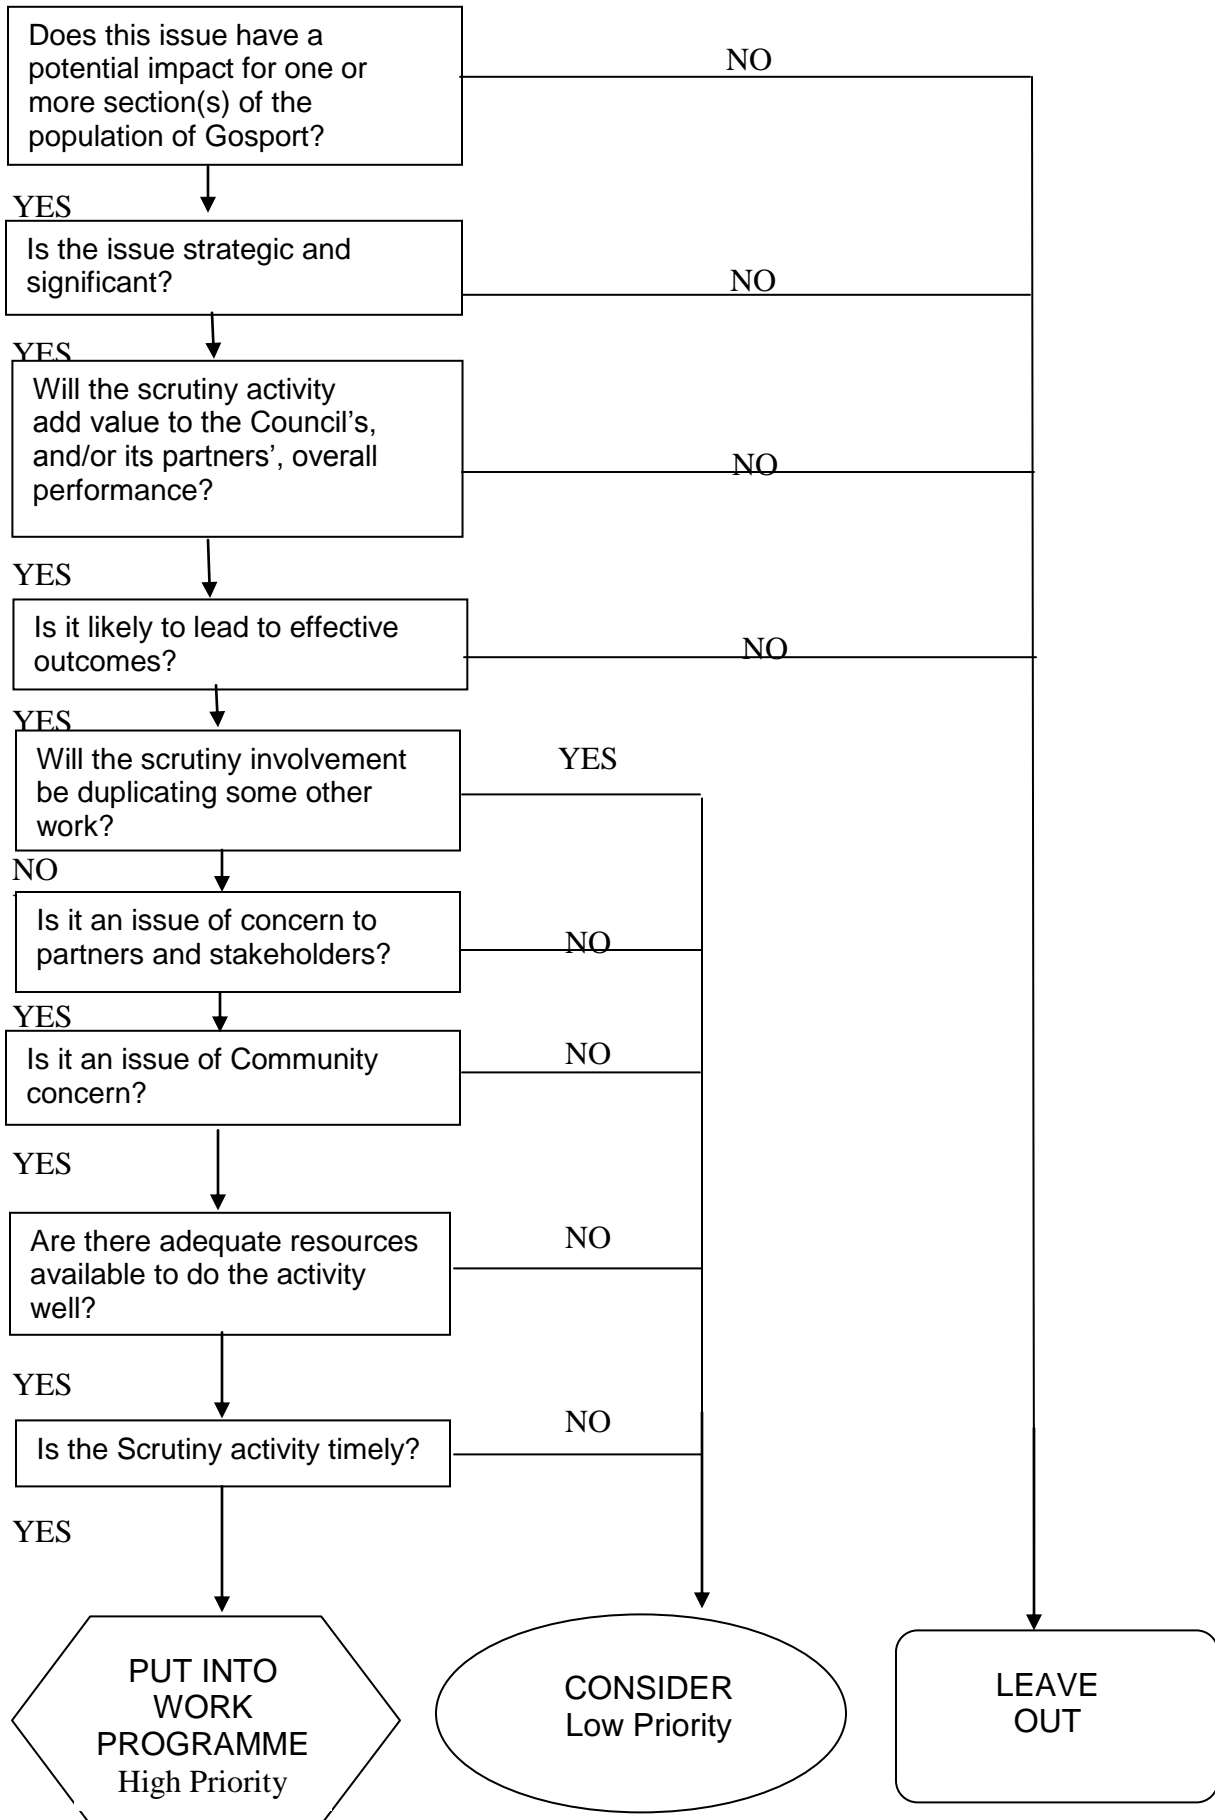 Does this issue have a
potential impact for one or
more section(s) of the
population of Gosport?
NO
YES
Is the issue strategic and
significant?
NO
YES
Will the scrutiny activity
add value to the Council’s,
and/or its partners’, overall
performance?
NO
YES
Is it likely to lead to effective
outcomes?
NO
YES
Will the scrutiny involvement
be duplicating some other
work?
YES
NO
Is it an issue of concern to
partners and stakeholders?
NO
YES
Is it an issue of Community
concern?
NO
YES
Are there adequate resources
available to do the activity
well?
NO
YES
Is the Scrutiny activity timely?
NO
YES
PUT INTO
WORK
PROGRAMME
High Priority
CONSIDER
Low Priority
LEAVE
OUT